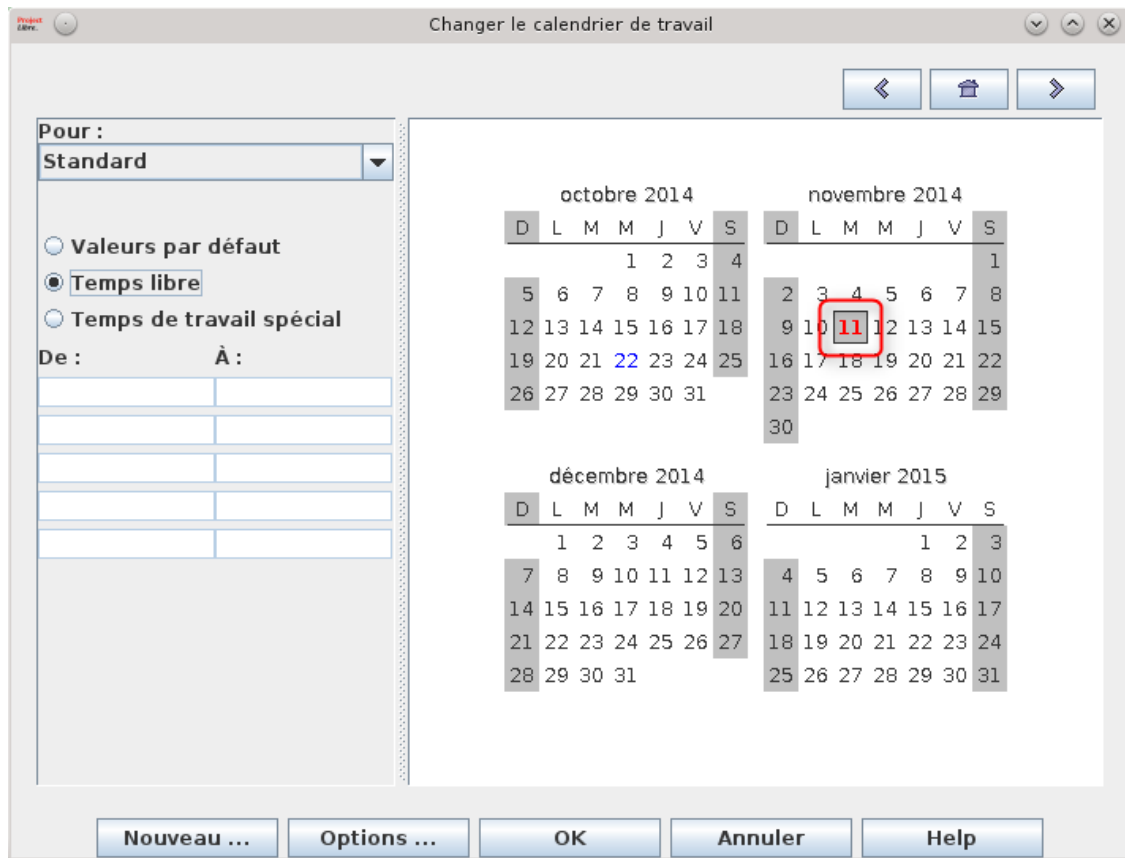 Project
Libre.
Changer le calendrier de travail
Pour :
Standard
Valeurs par défaut
Temps libre
Temps de travail spécial
De : À :
octobre 2014
D L M M J V S
1 2 3 4
5 6 7 8 9 10 11
12 13 14 15 16 17 18
19 20 21 22 23 24 25
26 27 28 29 30 31
novembre 2014
D L M M J V S
1
2 3 4 5 6 7 8
9 10 11 12 13 14 15
16 17 18 19 20 21 22
23 24 25 26 27 28 29
30
décembre 2014
D L M M J V S
1 2 3 4 5 6
7 8 9 10 11 12 13
14 15 16 17 18 19 20
21 22 23 24 25 26 27
28 29 30 31
janvier 2015
D L M M J V S
1 2 3
4 5 6 7 8 9 10
11 12 13 14 15 16 17
18 19 20 21 22 23 24
25 26 27 28 29 30 31
Nouveau ... Options ... OK Annuler Help